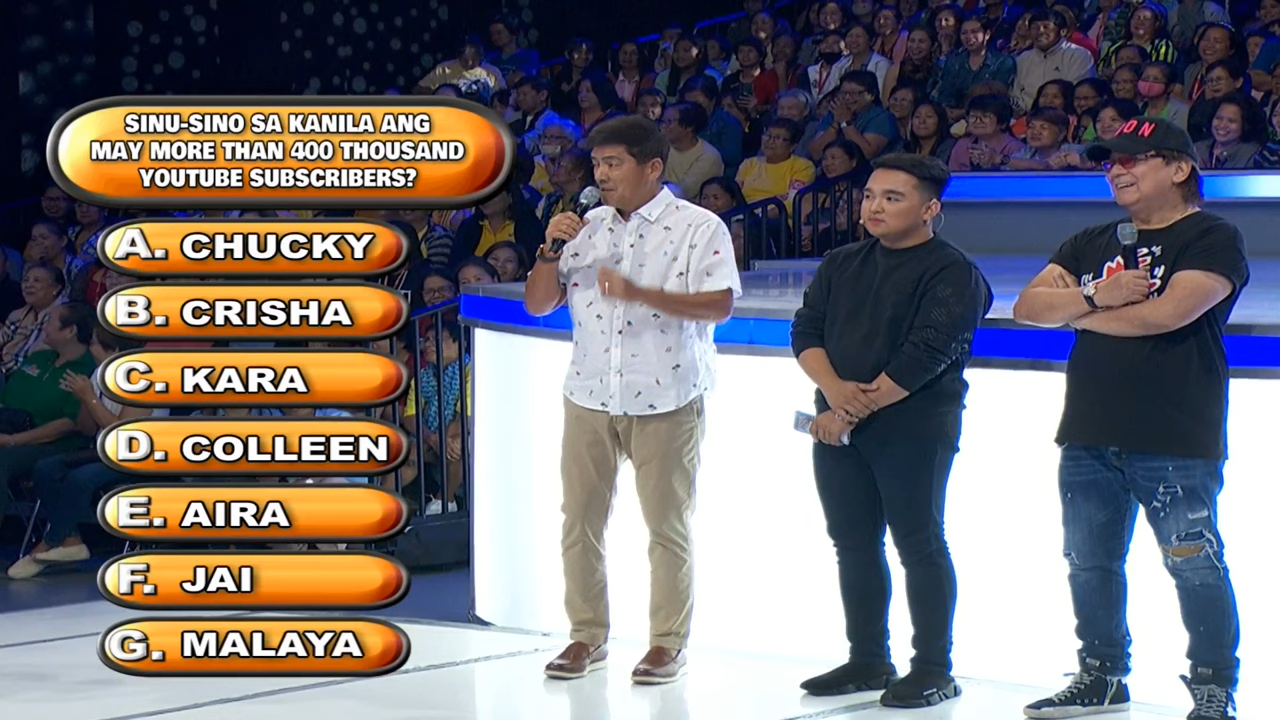 SINU-SINO SA KANILA ANG
MAY MORE THAN 400 THOUSAND
YOUTUBE SUBSCRIBERS?
A. CHUCKY
B. CRISHA
C. KARA
D. COLLEEN
E. AIRA
F. JAI
G. MALAYA